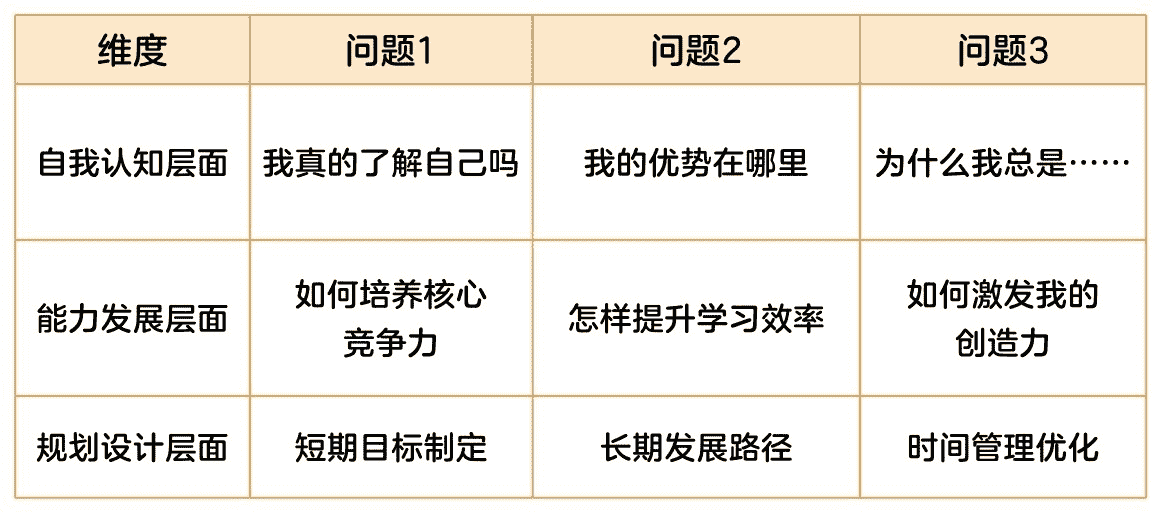 维度 问题1 问题2 问题3
自我认知层面 我真的了解自己吗 我的优势在哪里 为什么我总是……
能力发展层面 如何培养核心 竞争力 怎样提升学习效率 如何激发我的 创造力
规划设计层面 短期目标制定 长期发展路径 时间管理优化